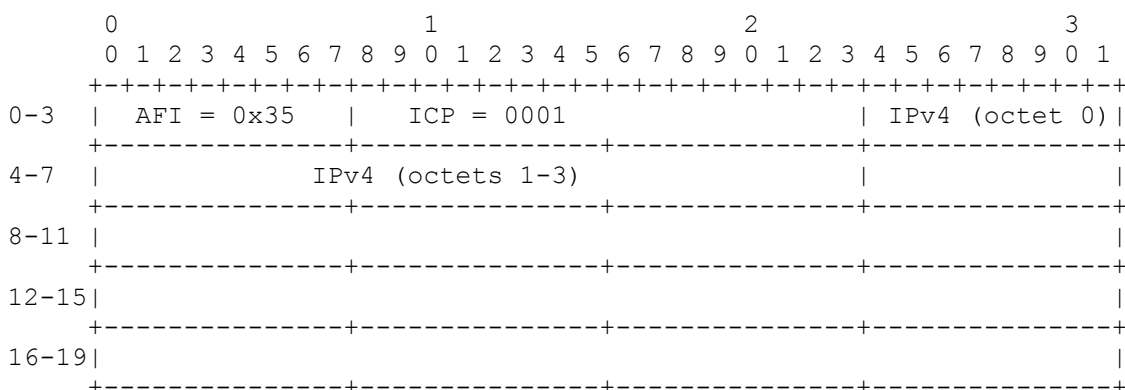 0                   1                   2                   3
0 1 2 3 4 5 6 7 8 9 0 1 2 3 4 5 6 7 8 9 0 1 2 3 4 5 6 7 8 9 0 1
+-+-+-+-+-+-+-+-+-+-+-+-+-+-+-+-+-+-+-+-+-+-+-+-+-+-+-+-+-+-+-+-+
0-3  |  AFI = 0x35   |   ICP = 0001                  | IPv4 (octet 0)|
+---------------+---------------+---------------+---------------+
4-7  |             IPv4 (octets 1-3)                 |               |
+---------------+---------------+---------------+---------------+
8-11 |                                                               |
+---------------+---------------+---------------+---------------+
12-15|                                                               |
+---------------+---------------+---------------+---------------+
16-19|                                                               |
+---------------+---------------+---------------+---------------+